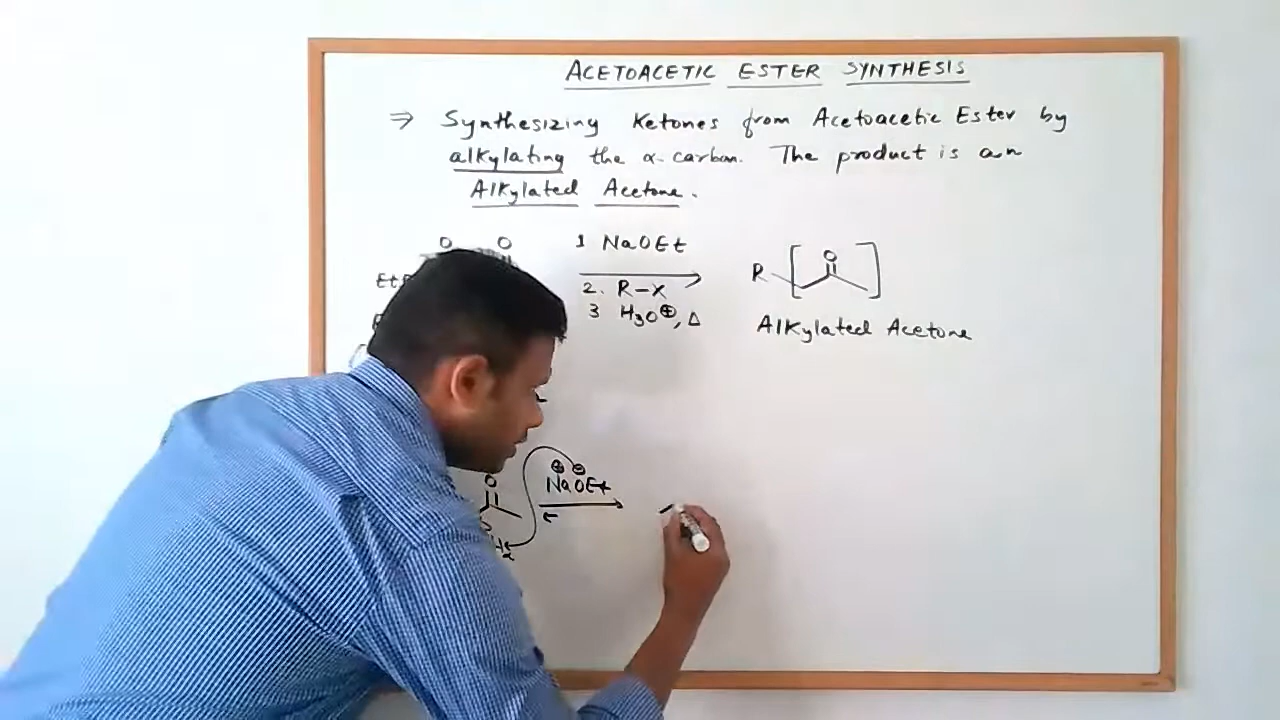 ACETOACETIC ESTER SYNTHESIS
⇒ Synthesizing Ketones from Acetoacetic Ester by
alkylating the α-carbon. The product is an
Alkylated Acetone.
O O
1 NaOEt
2. R-X
3 H3O⊕, Δ
R O
Alkylated Acetone
O
⊕ ⊖
NaOEt